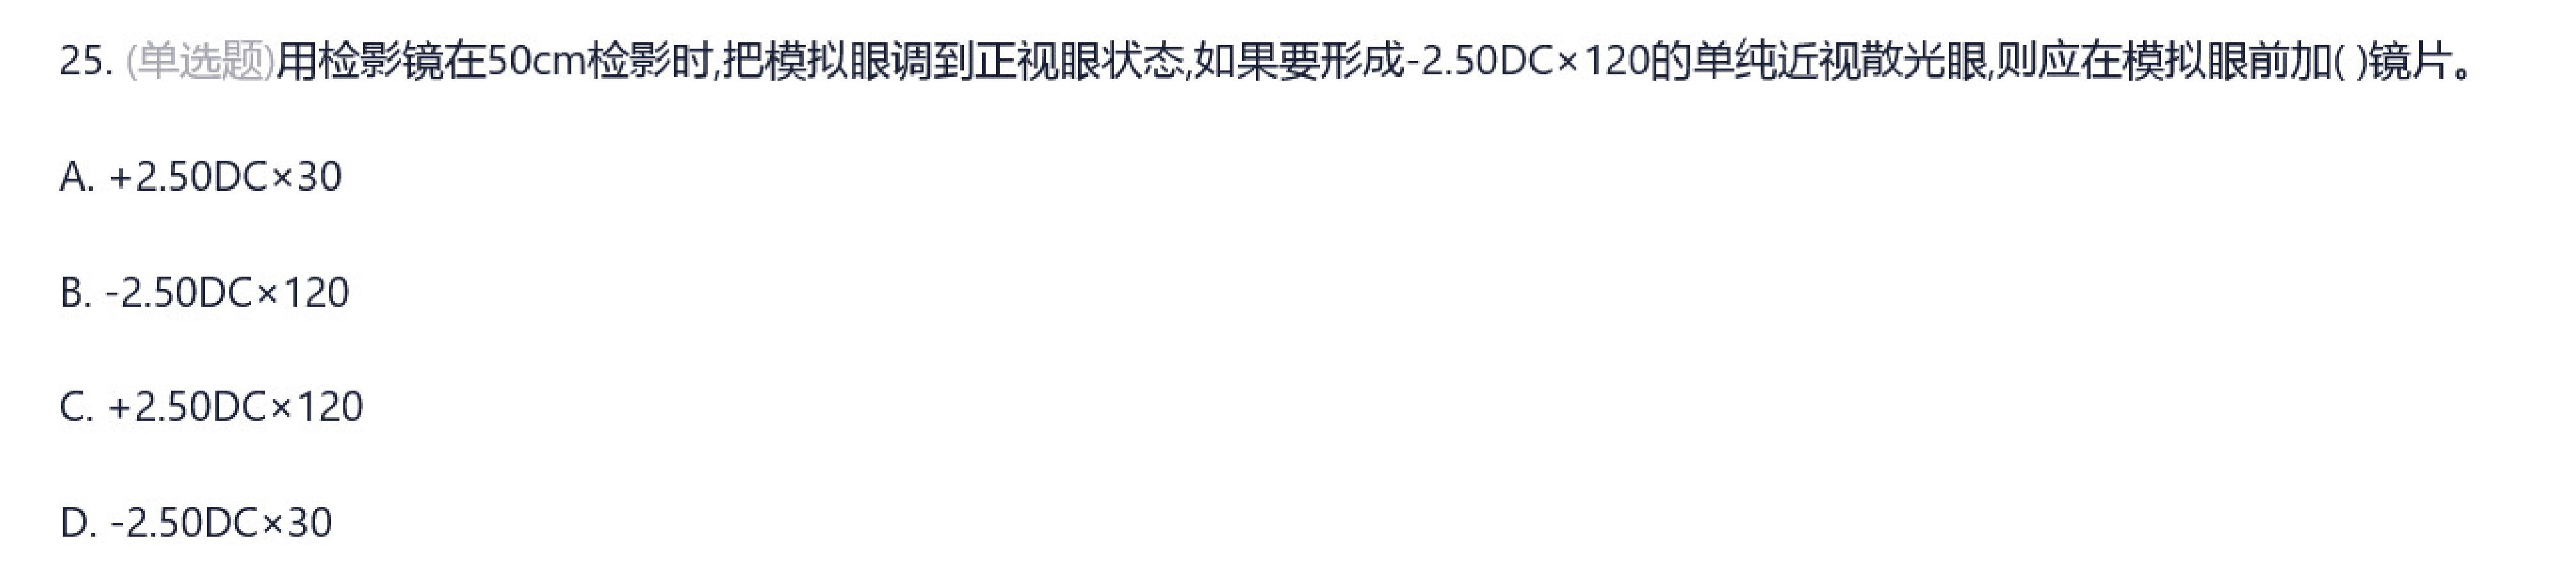 25. (单选题)用检影镜在50cm检影时,把模拟眼调到正视眼状态,如果要形成-2.50DC×120的单纯近视散光眼,则应在模拟眼前加( )镜片。
A. +2.50DC×30
B. -2.50DC×120
C. +2.50DC×120
D. -2.50DC×30